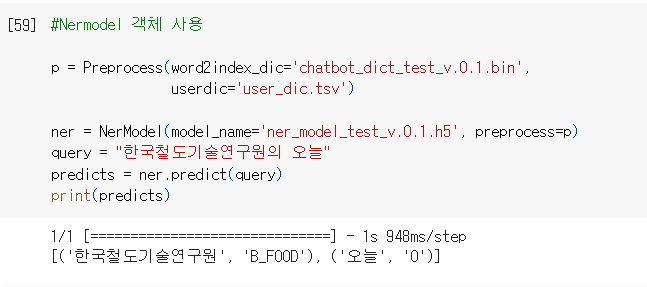 [59] #Nermodel 객체 사용
p = Preprocess(word2index_dic='chatbot_dict_test_v.0.1.bin',
userdic='user_dic.tsv')
ner = NerModel(model_name='ner_model_test_v.0.1.h5', preprocess=p)
query = "한국철도기술연구원의 오늘"
predicts = ner.predict(query)
print(predicts)
1/1 [==============================] - 1s 948ms/step
[('한국철도기술연구원', 'B_FOOD'), ('오늘', 'O')]